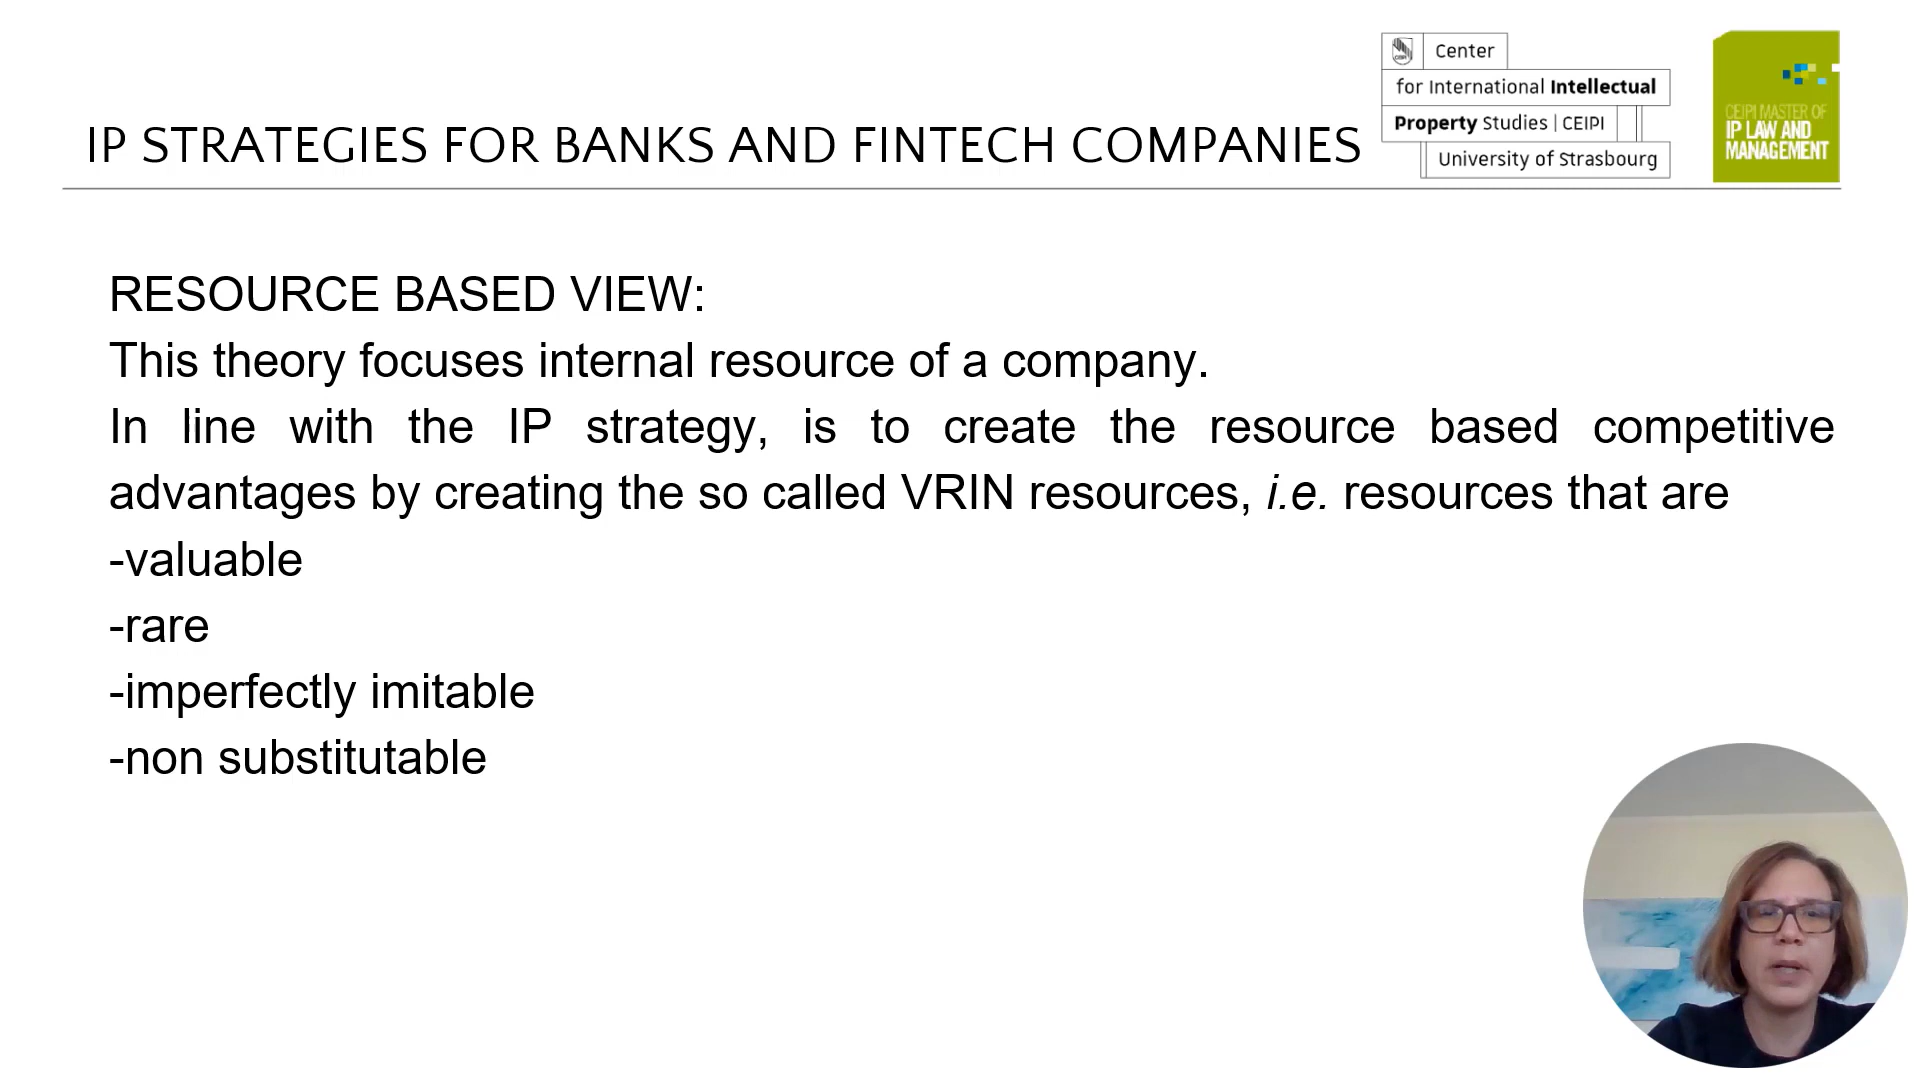 Center
for International Intellectual
Property Studies | CEIPI
University of Strasbourg
CEIPI MASTER OF
IP LAW AND
MANAGEMENT
IP STRATEGIES FOR BANKS AND FINTECH COMPANIES
RESOURCE BASED VIEW:
This theory focuses internal resource of a company.
In line with the IP strategy, is to create the resource based competitive
advantages by creating the so called VRIN resources, i.e. resources that are
-valuable
-rare
-imperfectly imitable
-non substitutable